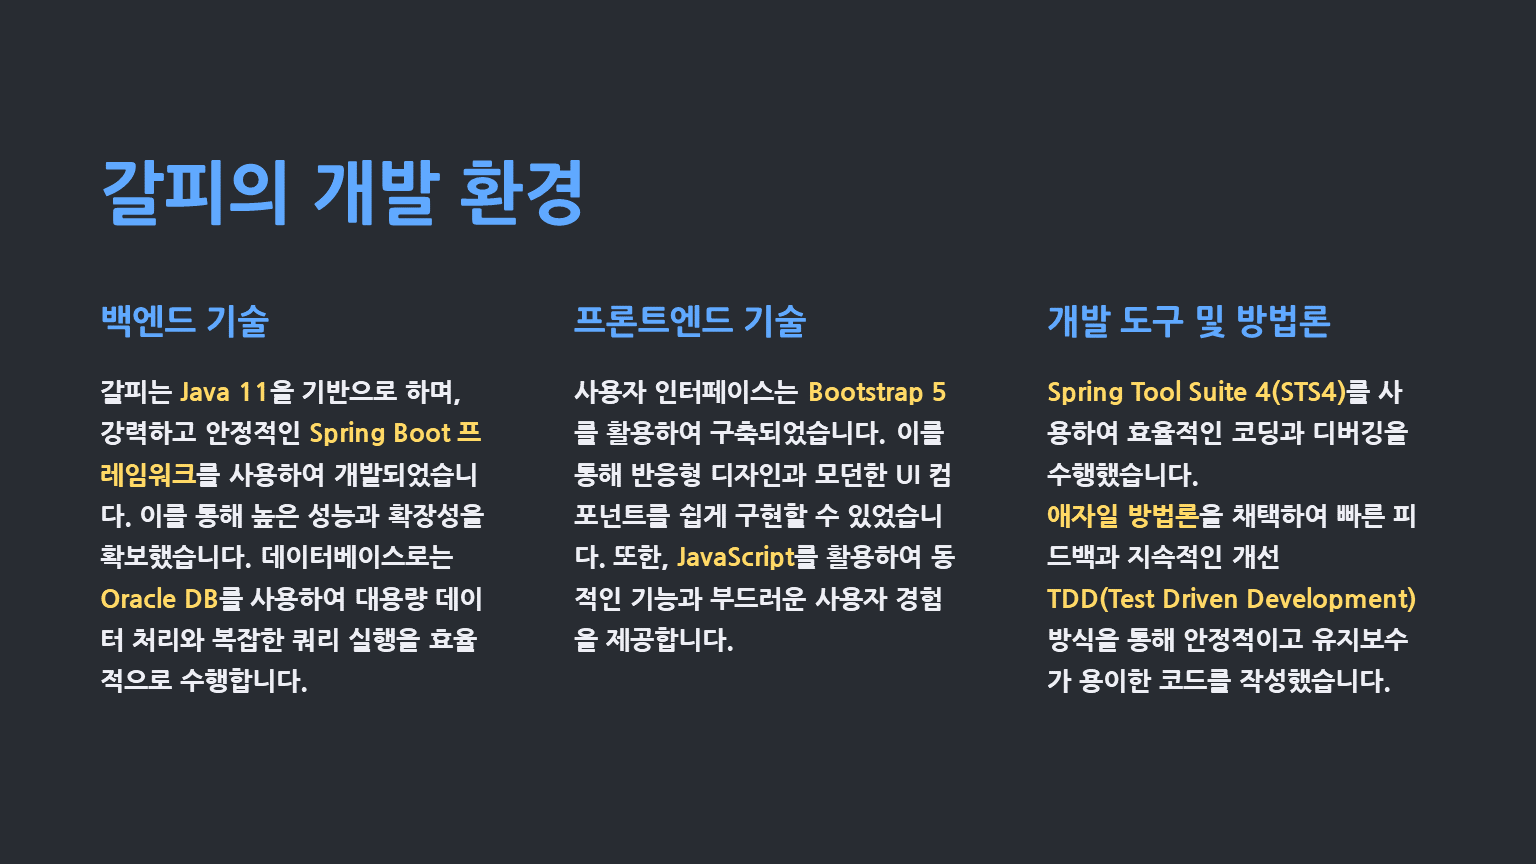 갈피의 개발 환경
백엔드 기술
갈피는 Java 11을 기반으로 하며,
강력하고 안정적인 Spring Boot 프
레임워크를 사용하여 개발되었습니
다. 이를 통해 높은 성능과 확장성을
확보했습니다. 데이터베이스로는
Oracle DB를 사용하여 대용량 데이
터 처리와 복잡한 쿼리 실행을 효율
적으로 수행합니다.
프론트엔드 기술
사용자 인터페이스는 Bootstrap 5
를 활용하여 구축되었습니다. 이를
통해 반응형 디자인과 모던한 UI 컴
포넌트를 쉽게 구현할 수 있었습니
다. 또한, JavaScript를 활용하여 동
적인 기능과 부드러운 사용자 경험
을 제공합니다.
개발 도구 및 방법론
Spring Tool Suite 4(STS4)를 사
용하여 효율적인 코딩과 디버깅을
수행했습니다.
애자일 방법론을 채택하여 빠른 피
드백과 지속적인 개선
TDD(Test Driven Development)
방식을 통해 안정적이고 유지보수
가 용이한 코드를 작성했습니다.